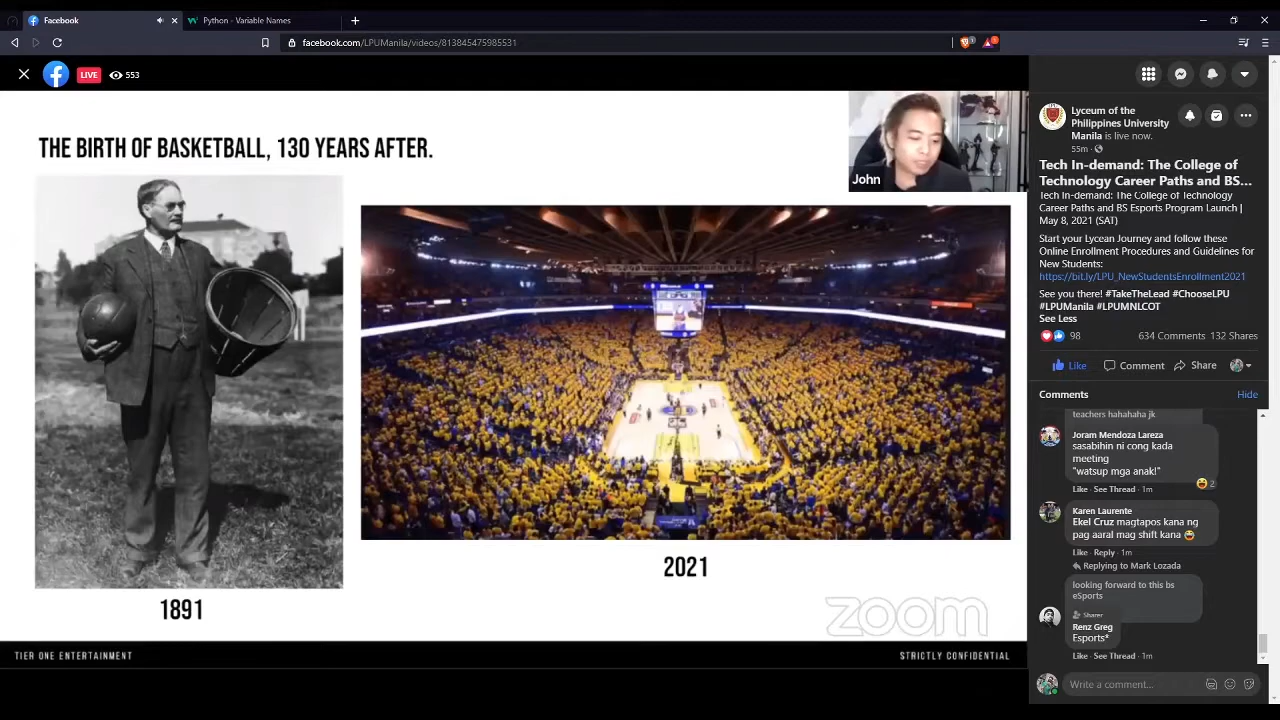 Facebook
Python - Variable Names
facebook.com/LPUManila/videos/813845475985531
LIVE
553
THE BIRTH OF BASKETBALL, 130 YEARS AFTER.
John
1891
2021
zoom
TIER ONE ENTERTAINMENT
STRICTLY CONFIDENTIAL
Lyceum of the
Philippines University
Manila is live now.
55m ·
Tech In-demand: The College of
Technology Career Paths and BS...
Tech In-demand: The College of Technology
Career Paths and BS Esports Program Launch |
May 8, 2021 (SAT)
Start your Lycean Journey and follow these
Online Enrollment Procedures and Guidelines for
New Students:
https://bit.ly/LPU_NewStudentsEnrollment2021
See you there! #TakeTheLead #ChooseLPU
#LPUManila #LPUMNLCOT
See Less
98
634 Comments 132 Shares
Like
Comment
Share
Comments
Hide
teachers hahahaha jk
Joram Mendoza Lareza
sasabihin ni cong kada
meeting
"watsup mga anak!"
2
Like · See Thread · 1m
Karen Laurente
Ekel Cruz magtapos kana ng
pag aaral mag shift kana
Like · Reply · 1m
Replying to Mark Lozada
looking forward to this bs
eSports
Sharer
Renz Greg
Esports*
Like · See Thread · 1m
Write a comment...